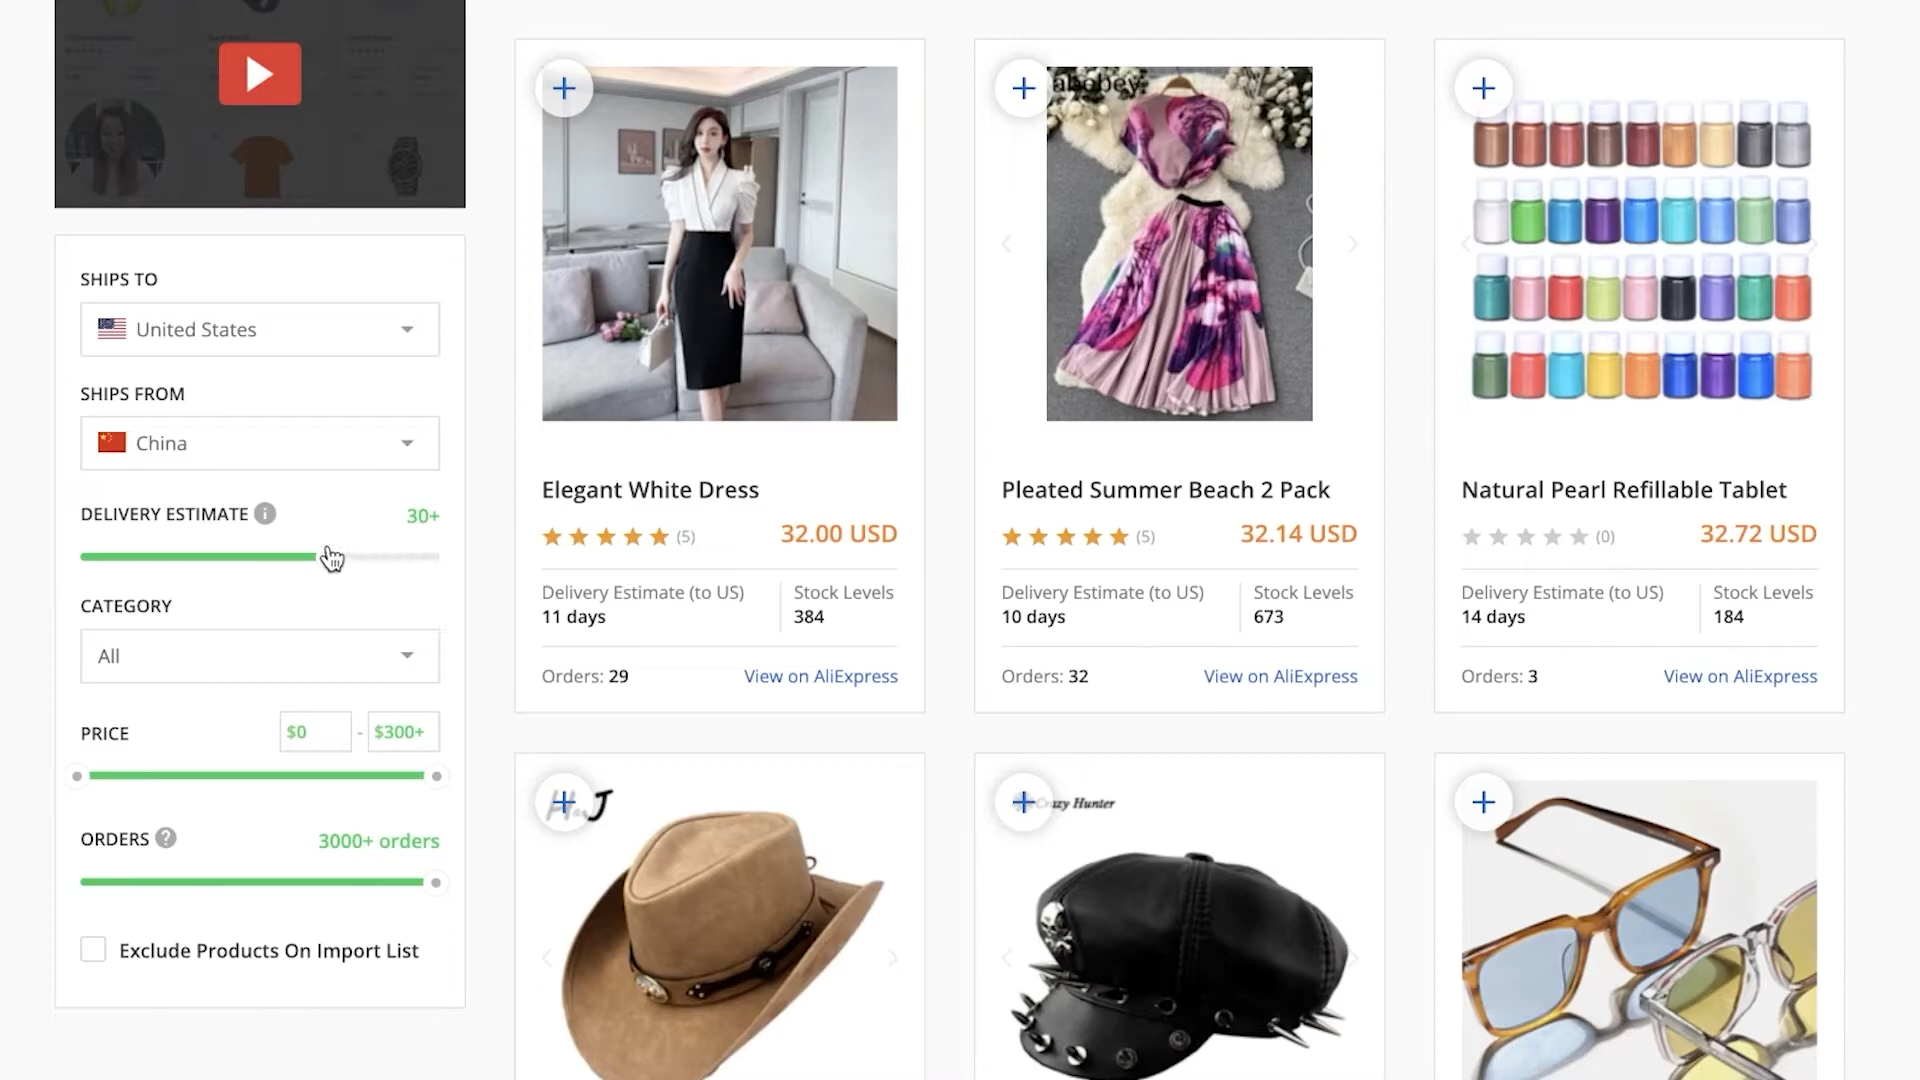 SHIPS TO
United States
SHIPS FROM
China
DELIVERY ESTIMATE
30+
CATEGORY
All
PRICE
$0 - $300+
ORDERS
3000+ orders
Exclude Products On Import List
Elegant White Dress
(5)
32.00 USD
Delivery Estimate (to US)
11 days
Stock Levels
384
Orders: 29
View on AliExpress
Pleated Summer Beach 2 Pack
(5)
32.14 USD
Delivery Estimate (to US)
10 days
Stock Levels
673
Orders: 32
View on AliExpress
Natural Pearl Refillable Tablet
(0)
32.72 USD
Delivery Estimate (to US)
14 days
Stock Levels
184
Orders: 3
View on AliExpress
Hunter